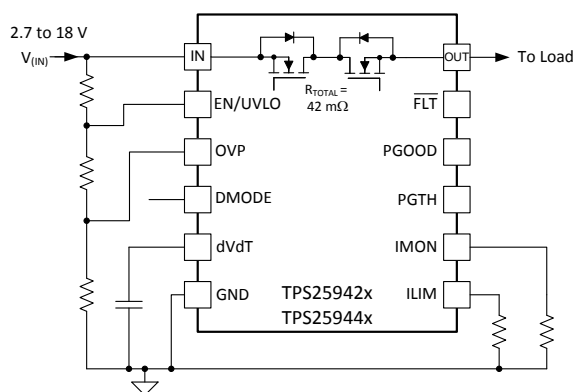 2.7 to 18 V
V(IN)
IN
OUT
To Load
RTOTAL =
42 mΩ
EN/UVLO
FLT
OVP
PGOOD
DMODE
PGTH
dVdT
IMON
GND
ILIM
TPS25942x
TPS25944x